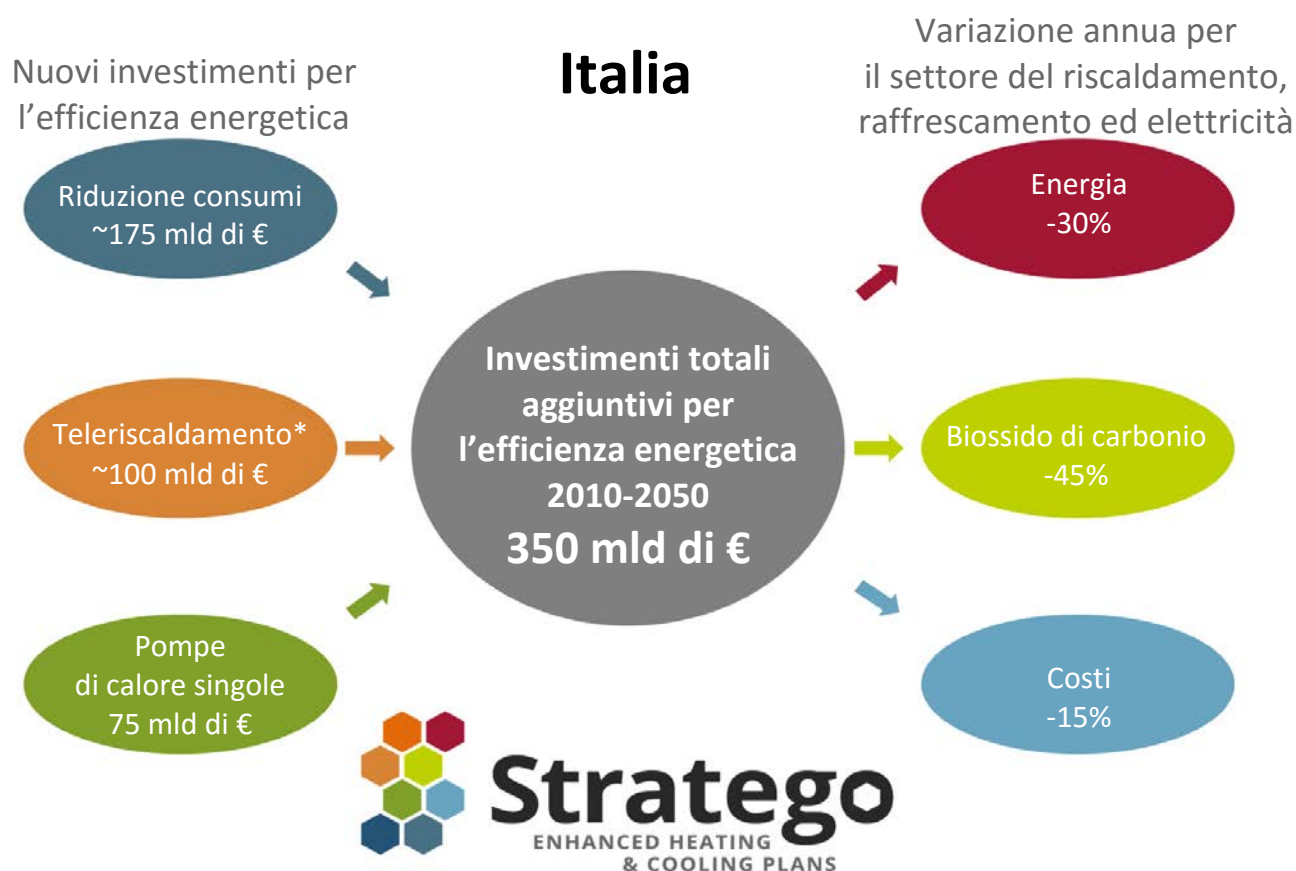 Italia
Nuovi investimenti per
l’efficienza energetica
Riduzione consumi
~175 mld di €
Teleriscaldamento*
~100 mld di €
Pompe
di calore singole
75 mld di €
Investimenti totali
aggiuntivi per
l’efficienza energetica
2010-2050
350 mld di €
Variazione annua per
il settore del riscaldamento,
raffrescamento ed elettricità
Energia
-30%
Biossido di carbonio
-45%
Costi
-15%
Stratego
ENHANCED HEATING
& COOLING PLANS